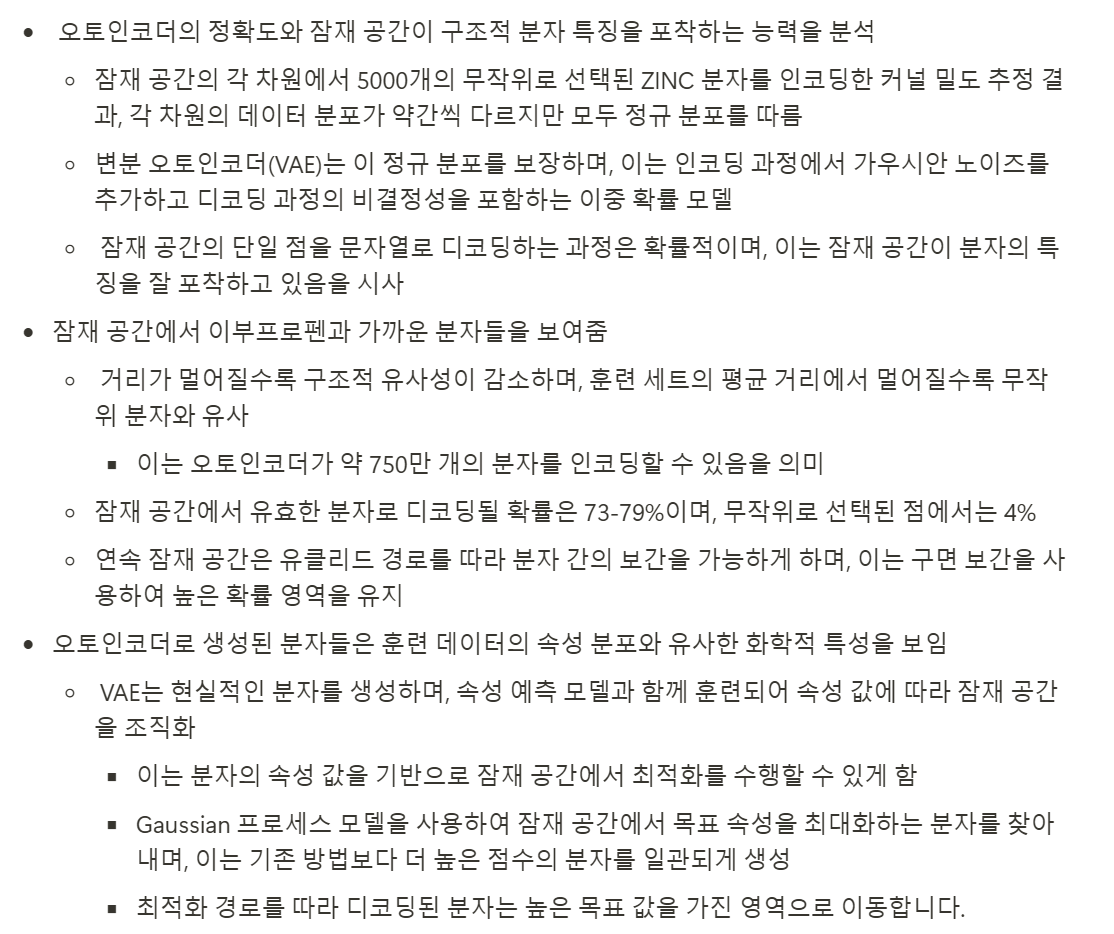 • 오토인코더의 정확도와 잠재 공간이 구조적 분자 특징을 포착하는 능력을 분석
◦ 잠재 공간의 각 차원에서 5000개의 무작위로 선택된 ZINC 분자를 인코딩한 커널 밀도 추정 결
과, 각 차원의 데이터 분포가 약간씩 다르지만 모두 정규 분포를 따름
◦ 변분 오토인코더(VAE)는 이 정규 분포를 보장하며, 이는 인코딩 과정에서 가우시안 노이즈를
추가하고 디코딩 과정의 비결정성을 포함하는 이중 확률 모델
◦ 잠재 공간의 단일 점을 문자열로 디코딩하는 과정은 확률적이며, 이는 잠재 공간이 분자의 특
징을 잘 포착하고 있음을 시사
• 잠재 공간에서 이부프로펜과 가까운 분자들을 보여줌
◦ 거리가 멀어질수록 구조적 유사성이 감소하며, 훈련 세트의 평균 거리에서 멀어질수록 무작
위 분자와 유사
▪ 이는 오토인코더가 약 750만 개의 분자를 인코딩할 수 있음을 의미
◦ 잠재 공간에서 유효한 분자로 디코딩될 확률은 73-79%이며, 무작위로 선택된 점에서는 4%
◦ 연속 잠재 공간은 유클리드 경로를 따라 분자 간의 보간을 가능하게 하며, 이는 구면 보간을 사
용하여 높은 확률 영역을 유지
• 오토인코더로 생성된 분자들은 훈련 데이터의 속성 분포와 유사한 화학적 특성을 보임
◦ VAE는 현실적인 분자를 생성하며, 속성 예측 모델과 함께 훈련되어 속성 값에 따라 잠재 공간
을 조직화
▪ 이는 분자의 속성 값을 기반으로 잠재 공간에서 최적화를 수행할 수 있게 함
▪ Gaussian 프로세스 모델을 사용하여 잠재 공간에서 목표 속성을 최대화하는 분자를 찾아
내며, 이는 기존 방법보다 더 높은 점수의 분자를 일관되게 생성
▪ 최적화 경로를 따라 디코딩된 분자는 높은 목표 값을 가진 영역으로 이동합니다.